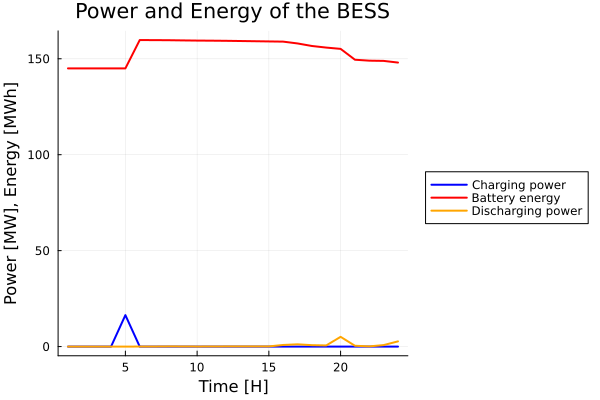 Power and Energy of the BESS
Power [MW], Energy [MWh]
150
100
50
0
5
10
15
20
Time [H]
Charging power
Battery energy
Discharging power